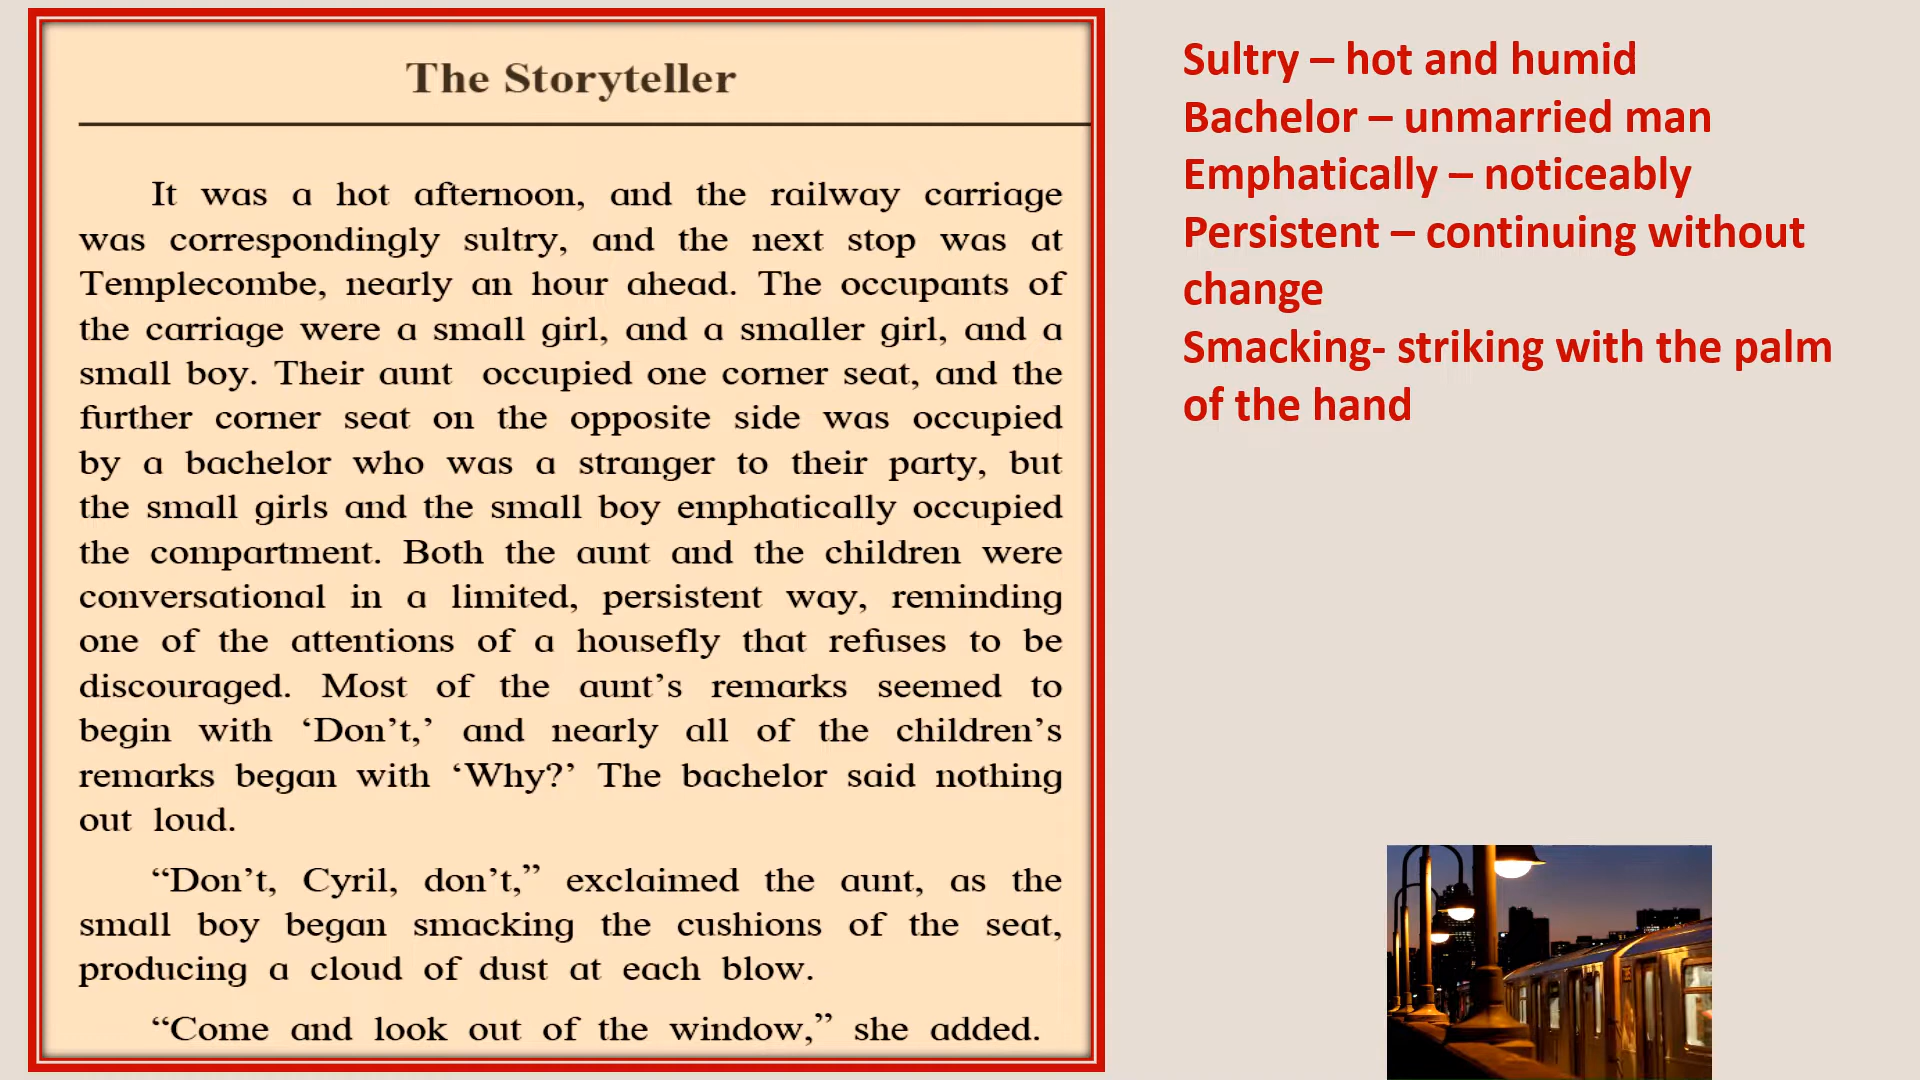 The Storyteller
It was a hot afternoon, and the railway carriage
was correspondingly sultry, and the next stop was at
Templecombe, nearly an hour ahead. The occupants of
the carriage were a small girl, and a smaller girl, and a
small boy. Their aunt occupied one corner seat, and the
further corner seat on the opposite side was occupied
by a bachelor who was a stranger to their party, but
the small girls and the small boy emphatically occupied
the compartment. Both the aunt and the children were
conversational in a limited, persistent way, reminding
one of the attentions of a housefly that refuses to be
discouraged. Most of the aunt’s remarks seemed to
begin with ‘Don’t,’ and nearly all of the children’s
remarks began with ‘Why?’ The bachelor said nothing
out loud.
“Don’t, Cyril, don’t,” exclaimed the aunt, as the
small boy began smacking the cushions of the seat,
producing a cloud of dust at each blow.
“Come and look out of the window,” she added.
Sultry – hot and humid
Bachelor – unmarried man
Emphatically – noticeably
Persistent – continuing without
change
Smacking- striking with the palm
of the hand